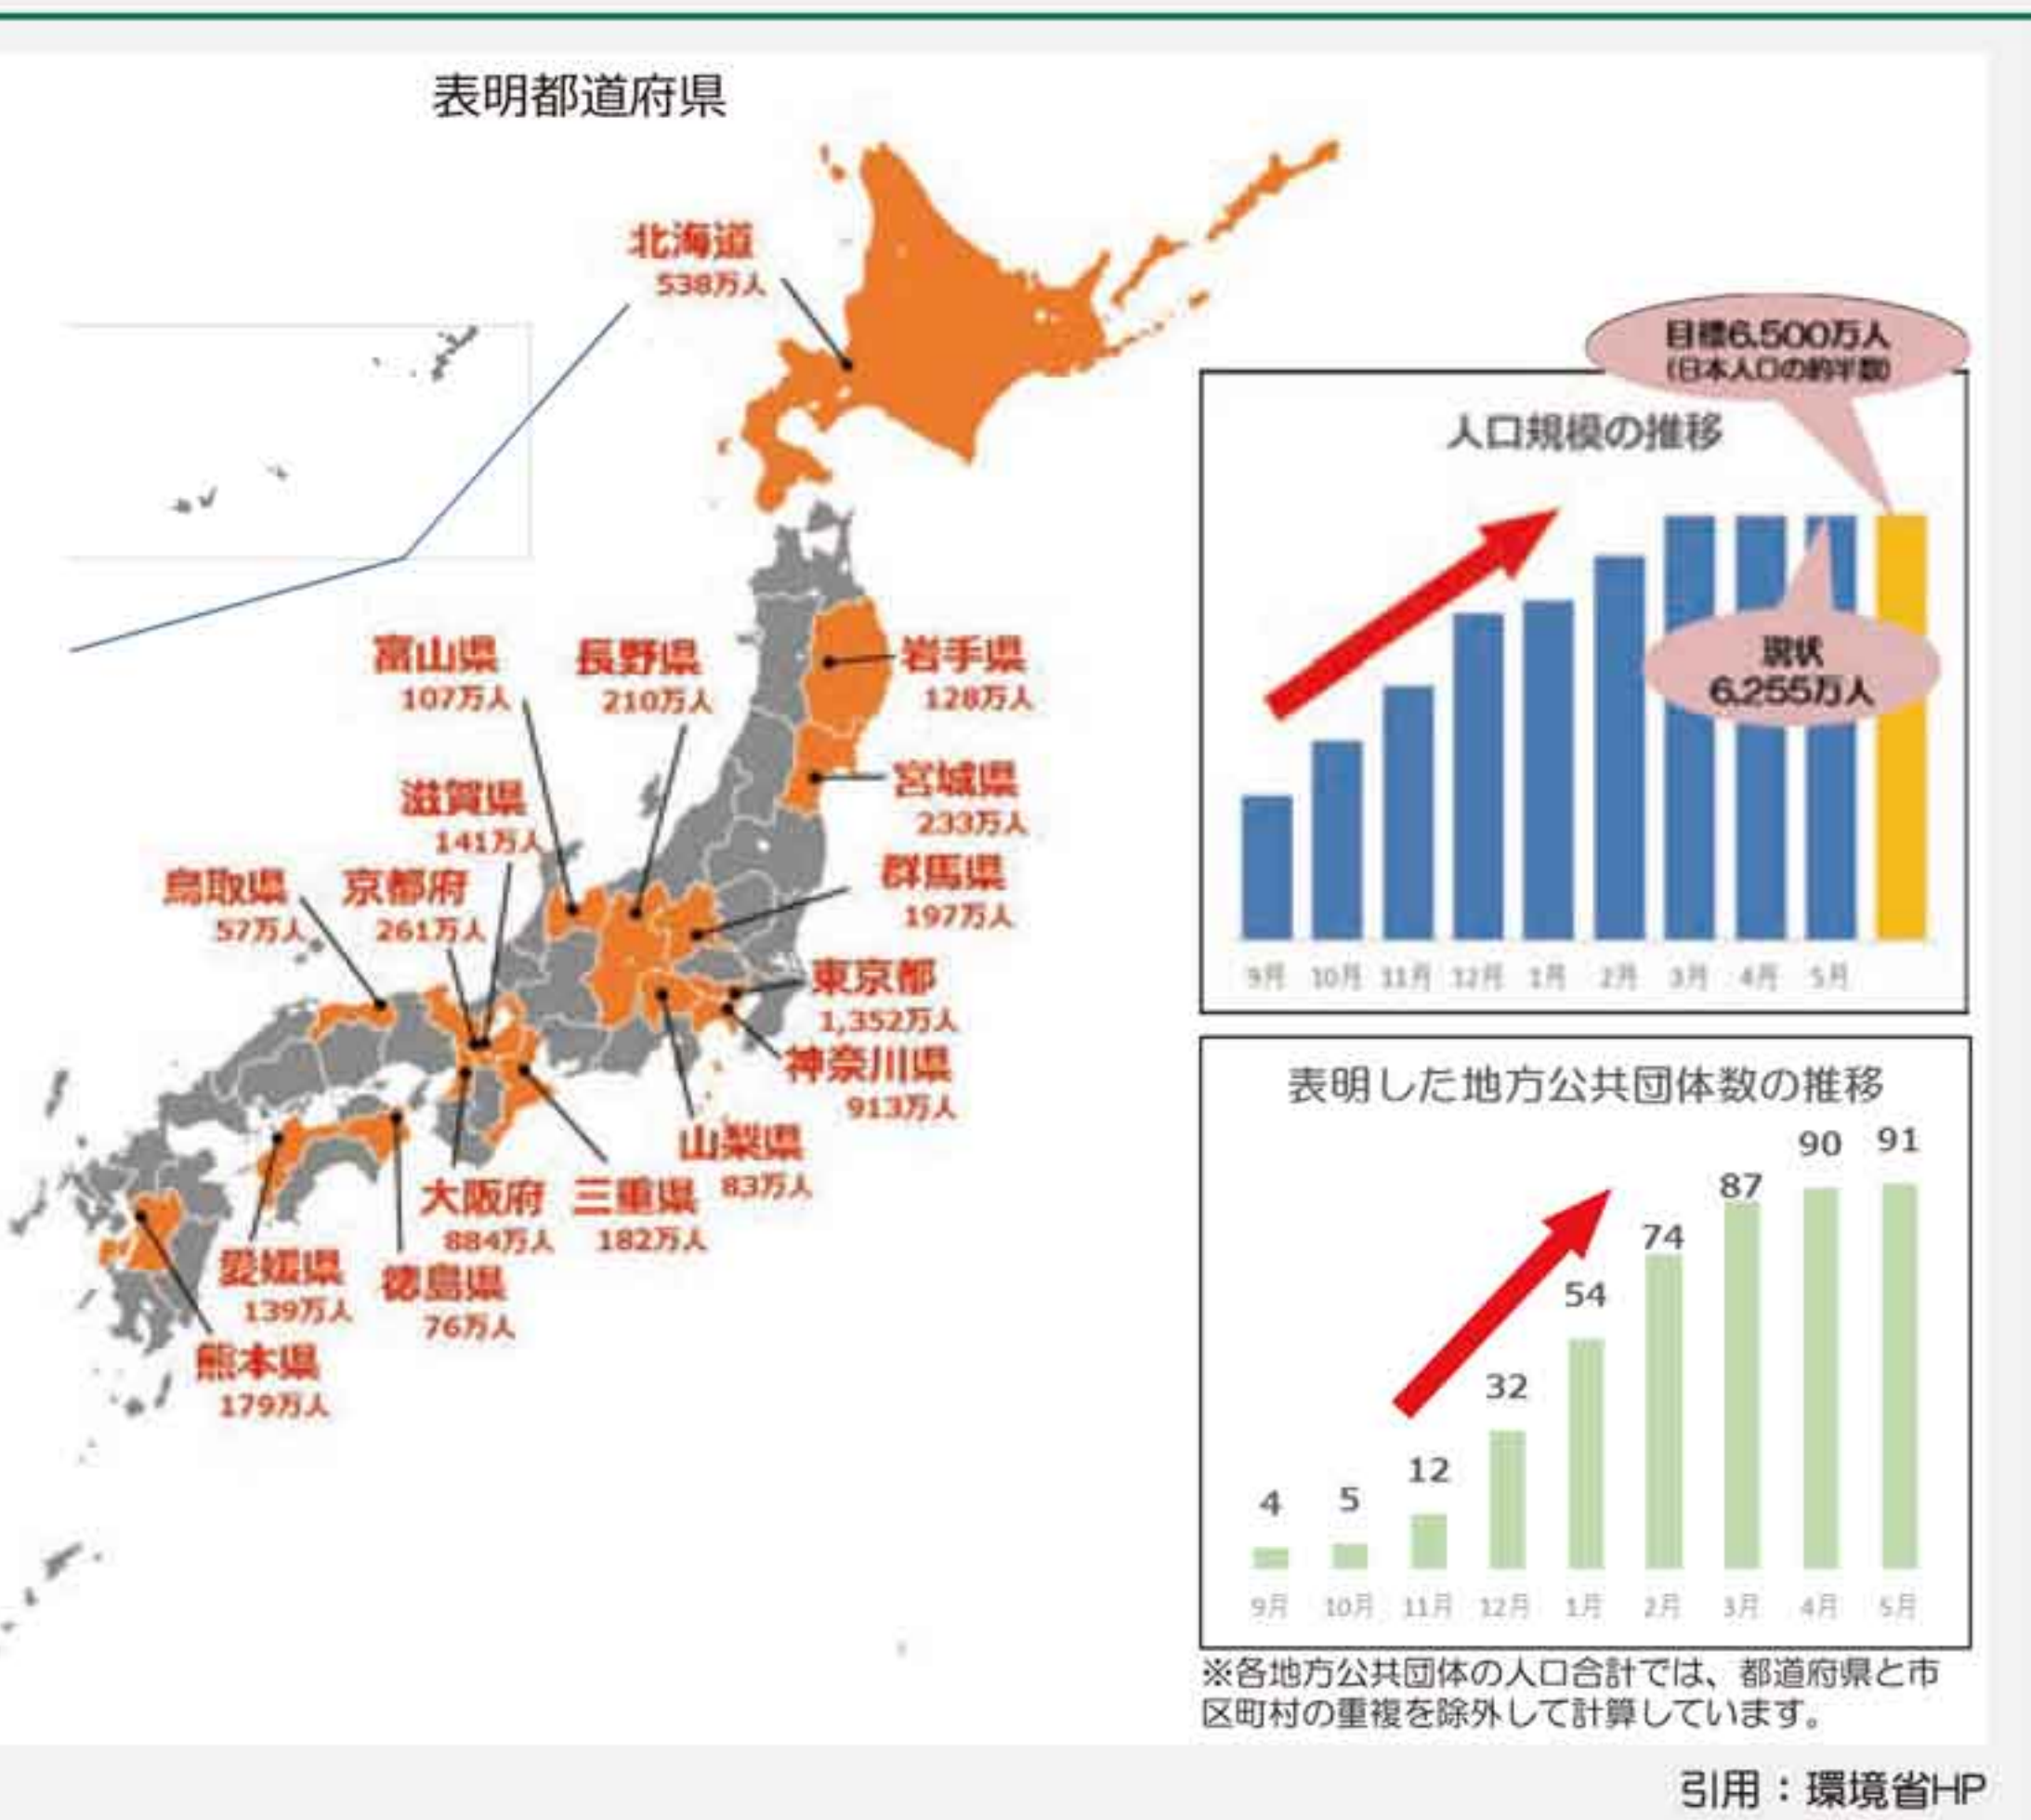 表明都道府県
北海道
538万人
富山県
107万人
長野県
210万人
岩手県
128万人
宮城県
233万人
滋賀県
141万人
群馬県
197万人
鳥取県
57万人
京都府
261万人
東京都
1,352万人
神奈川県
913万人
山梨県
83万人
大阪府
884万人
三重県
182万人
愛媛県
139万人
徳島県
76万人
熊本県
179万人
目標6,500万人
(日本人口の約半数)
人口規模の推移
現状
6,255万人
9月 10月 11月 12月 1月 2月 3月 4月 5月
表明した地方公共団体数の推移
4 5 12 32 54 74 87 90 91
9月 10月 11月 12月 1月 2月 3月 4月 5月
※各地方公共団体の人口合計では、都道府県と市
区町村の重複を除外して計算しています。
引用：環境省HP